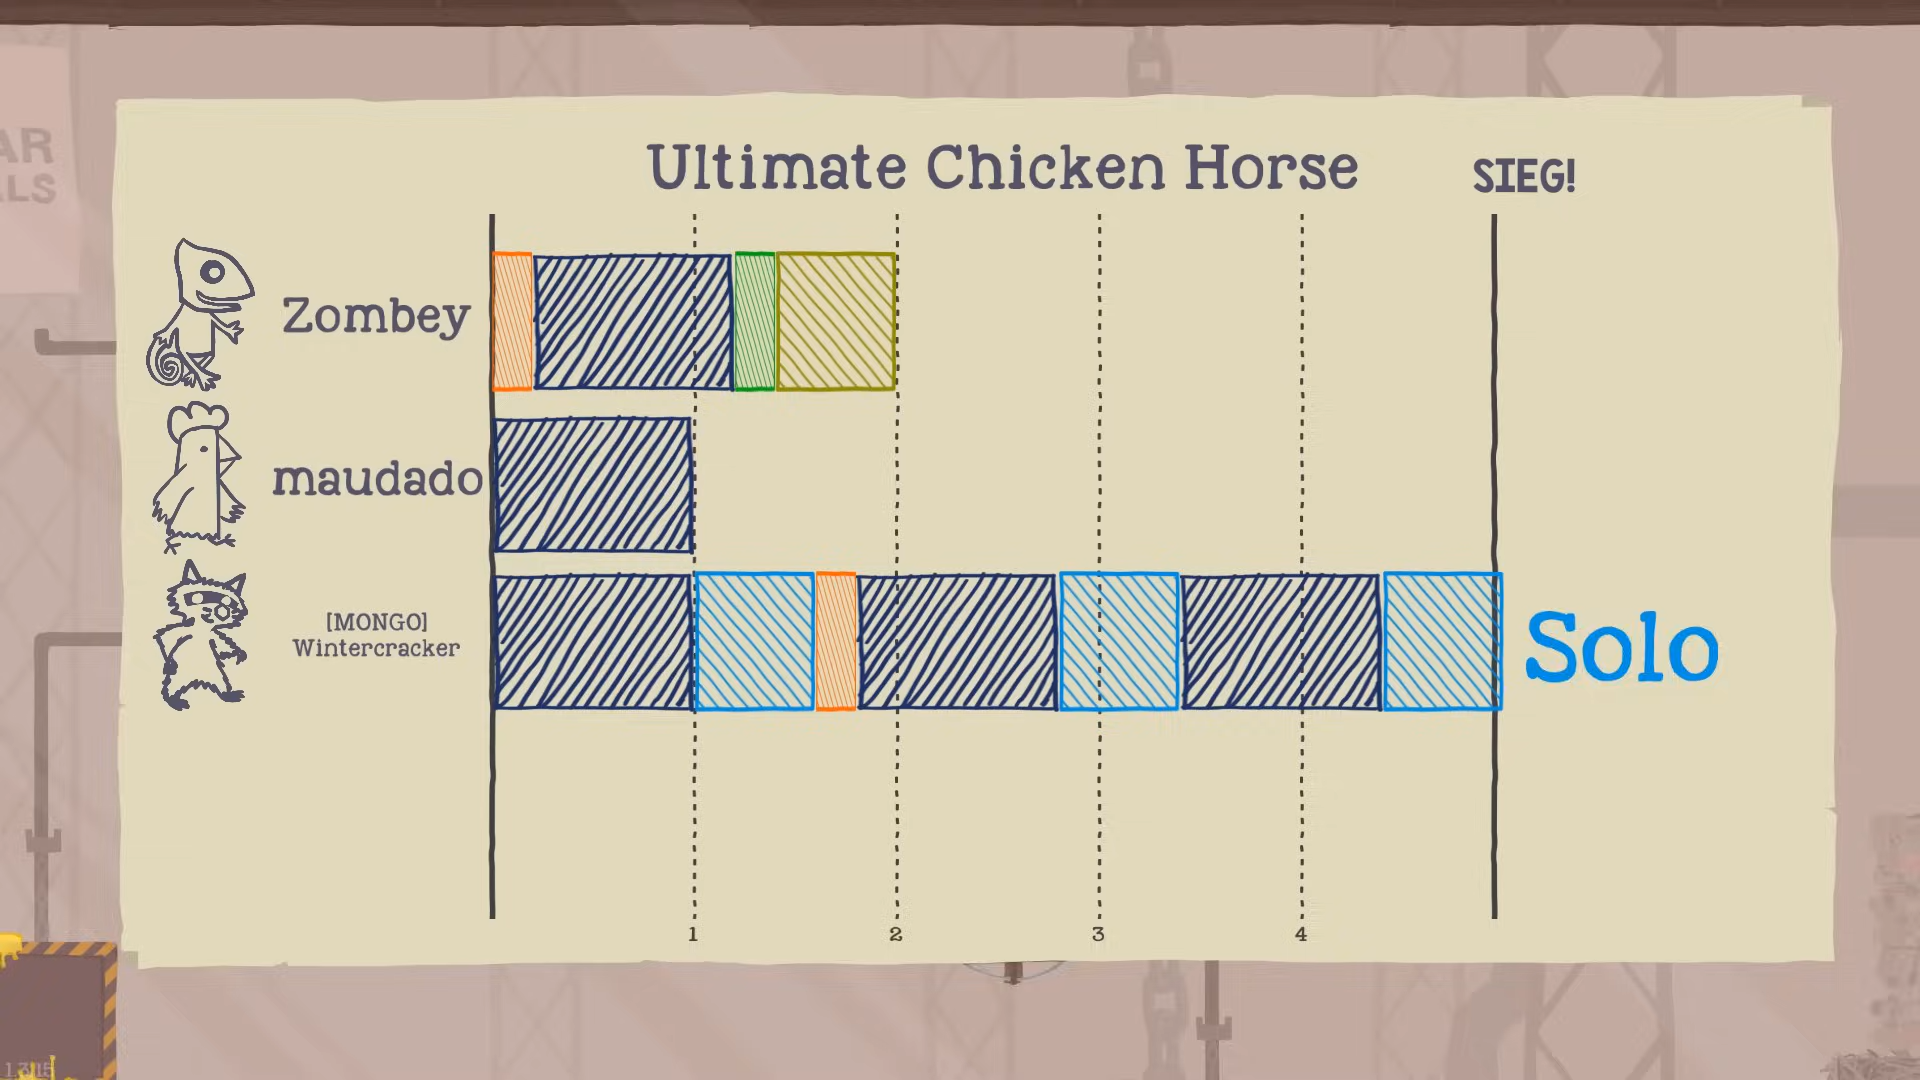 Ultimate Chicken Horse
SIEG!
Zombey
maudado
[MONGO]
Wintercracker
Solo
1 2 3 4